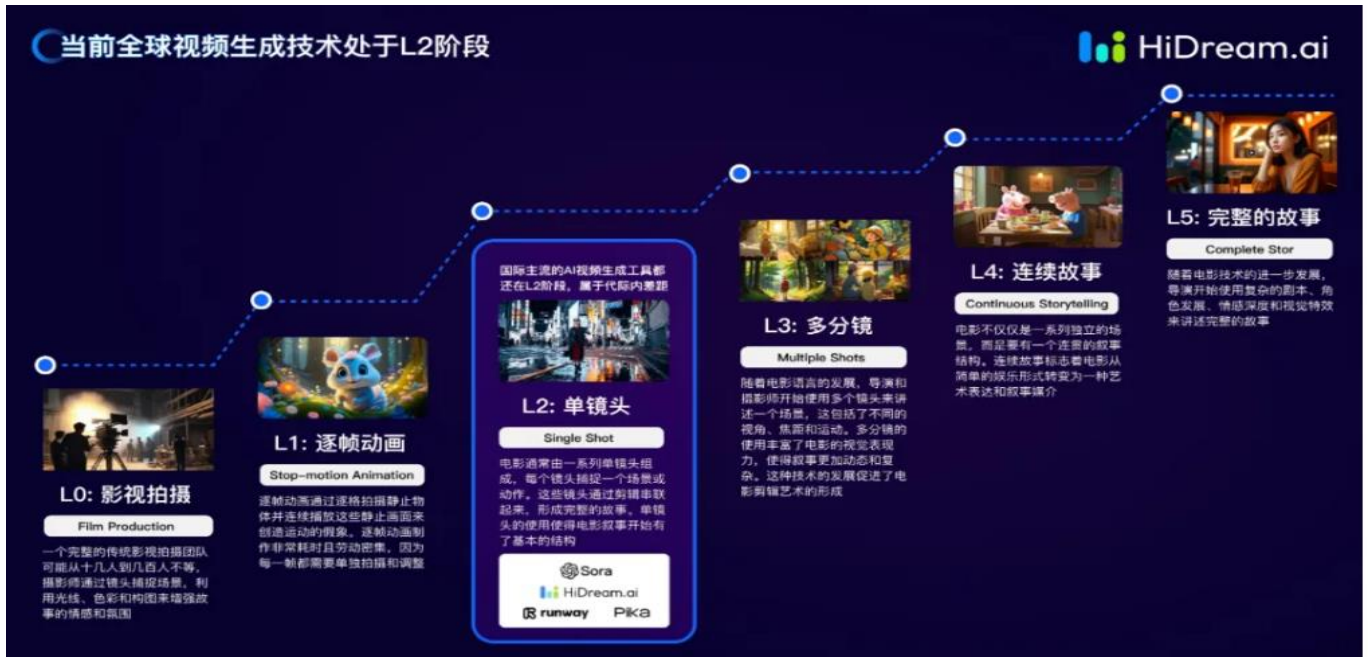 当前全球视频生成技术处于L2阶段
HiDream.ai
L0: 影视拍摄
Film Production
一个完整的传统影视拍摄团队
可能从十几人到几百人不等,
摄影师通过镜头捕捉场景, 利
用光线、色彩和构图来增强故
事的情感和氛围
L1: 逐帧动画
Stop-motion Animation
逐帧动画通过逐格拍摄静止物
体并连续播放这些静止画面来
创造运动的假象。逐帧动画制
作非常耗时且劳动密集, 因为
每一帧都需要单独拍摄和调整
国际主流的AI视频生成工具都
还在L2阶段, 属于代际内差距
L2: 单镜头
Single Shot
电影通常由一系列单镜头组
成, 每个镜头捕捉一个场景或
动作。这些镜头通过剪辑串联
起来, 形成完整的故事。单镜
头的使用使得电影叙事开始有
了基本的结构
Sora
HiDream.ai
runway Pika
L3: 多分镜
Multiple Shots
随着电影语言的发展, 导演和
摄影师开始使用多个镜头来讲
述一个场景, 这包括了不同的
视角、焦距和运动。多分镜的
使用丰富了电影的视觉表现
力, 使得叙事更加动态和复
杂。这种技术的发展促进了电
影剪辑艺术的形成
L4: 连续故事
Continuous Storytelling
电影不仅仅是一系列独立的场
景, 而是要有一个连贯的叙事
结构。连续故事标志着电影从
简单的娱乐形式转变为一种艺
术表达和叙事媒介
L5: 完整的故事
Complete Stor
随着电影技术的进一步发展,
导演开始使用复杂的剧本、角
色发展、情感深度和视觉特效
来讲述完整的故事